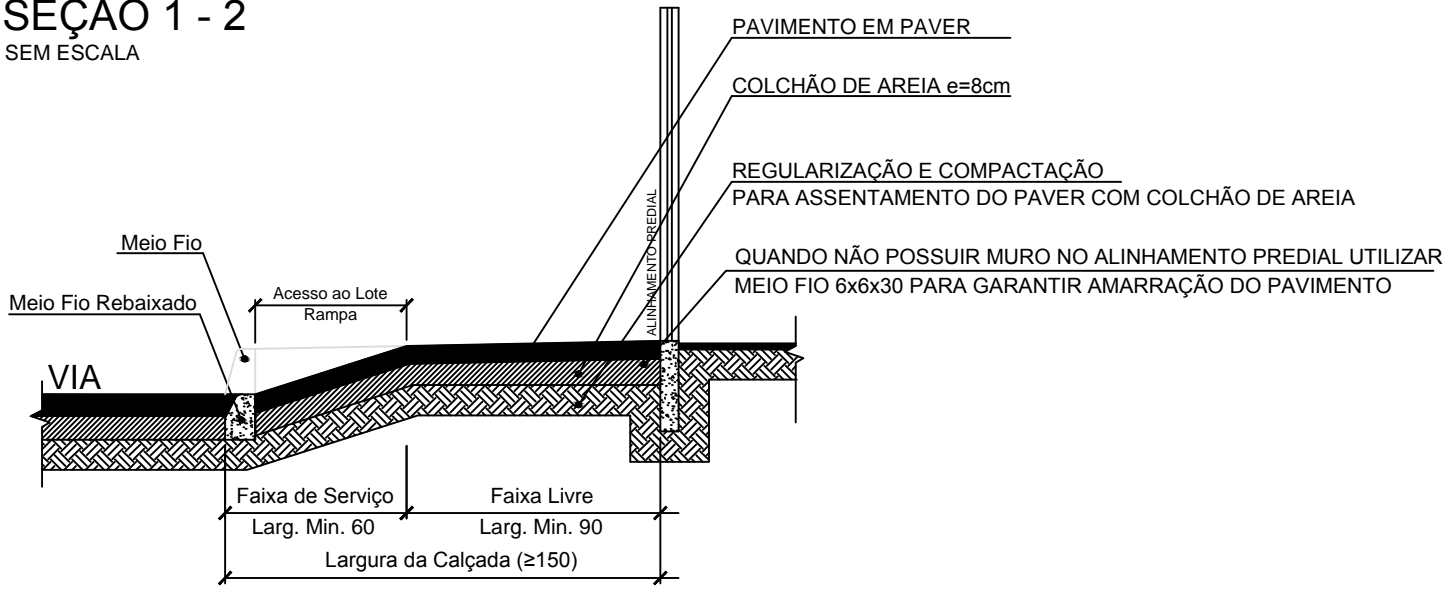 SEÇÃO 1 - 2
SEM ESCALA
PAVIMENTO EM PAVER
COLCHÃO DE AREIA e=8cm
REGULARIZAÇÃO E COMPACTAÇÃO
PARA ASSENTAMENTO DO PAVER COM COLCHÃO DE AREIA
QUANDO NÃO POSSUIR MURO NO ALINHAMENTO PREDIAL UTILIZAR
MEIO FIO 6x6x30 PARA GARANTIR AMARRAÇÃO DO PAVIMENTO
ALINHAMENTO PREDIAL
Meio Fio
Meio Fio Rebaixado
Acesso ao Lote
Rampa
VIA
Faixa de Serviço
Larg. Min. 60
Faixa Livre
Larg. Min. 90
Largura da Calçada (≥150)